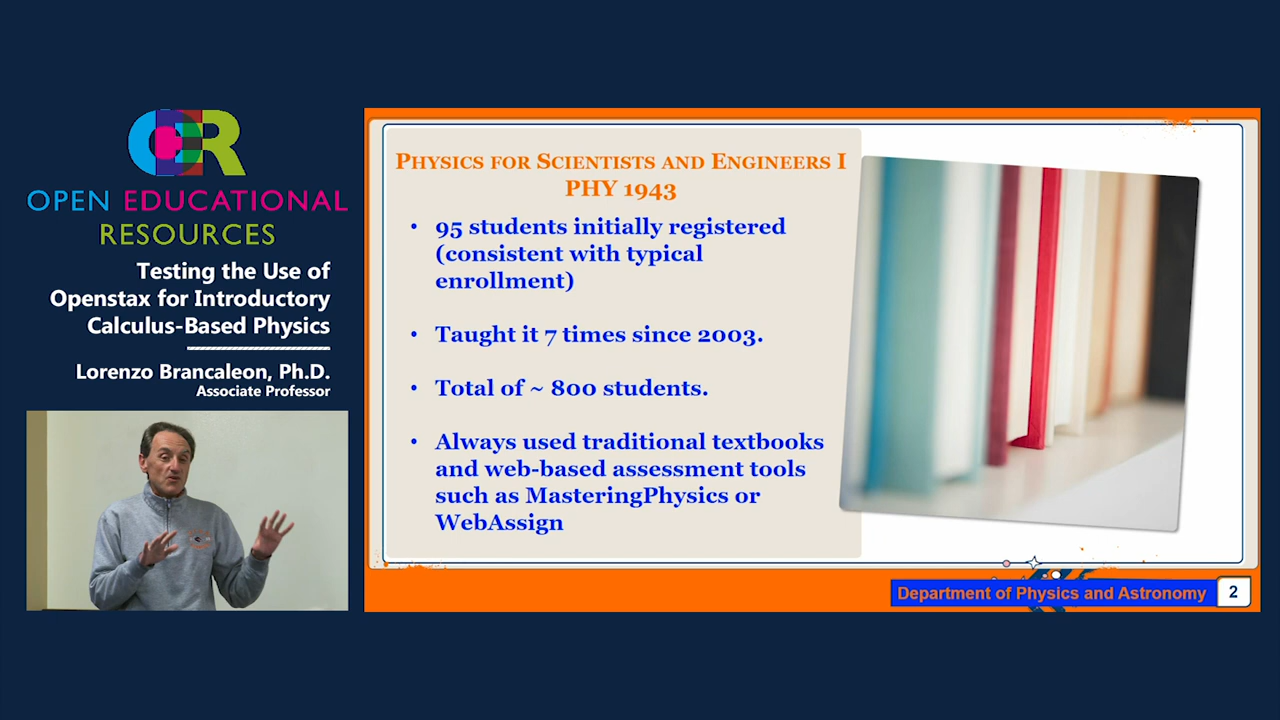 OER
OPEN EDUCATIONAL
RESOURCES
Testing the Use of
Openstax for Introductory
Calculus-Based Physics
Lorenzo Brancaleon, Ph.D.
Associate Professor
PHYSICS FOR SCIENTISTS AND ENGINEERS I
PHY 1943
• 95 students initially registered
(consistent with typical
enrollment)
• Taught it 7 times since 2003.
• Total of ~ 800 students.
• Always used traditional textbooks
and web-based assessment tools
such as MasteringPhysics or
WebAssign
Department of Physics and Astronomy
2